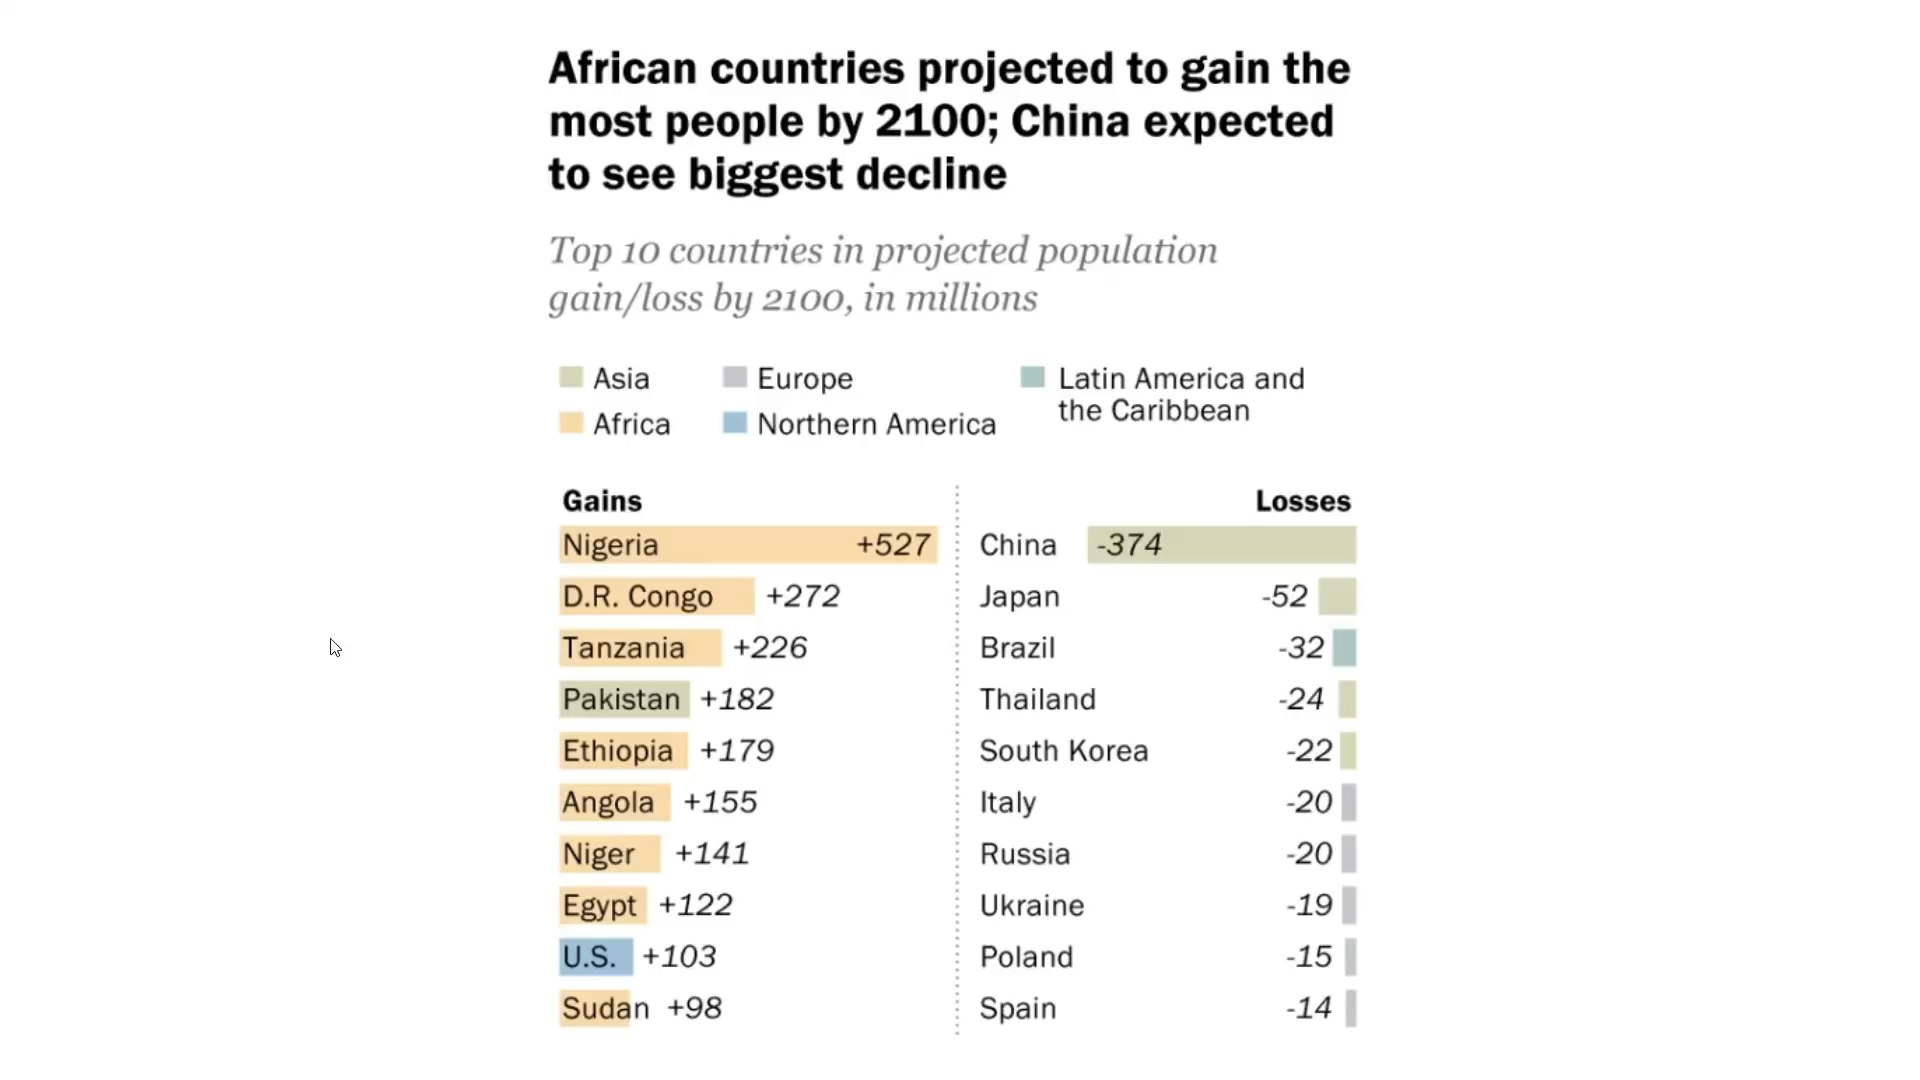 African countries projected to gain the
most people by 2100; China expected
to see biggest decline
Top 10 countries in projected population
gain/loss by 2100, in millions
Asia
Africa
Europe
Northern America
Latin America and
the Caribbean
Gains
Nigeria +527
D.R. Congo +272
Tanzania +226
Pakistan +182
Ethiopia +179
Angola +155
Niger +141
Egypt +122
U.S. +103
Sudan +98
Losses
China -374
Japan -52
Brazil -32
Thailand -24
South Korea -22
Italy -20
Russia -20
Ukraine -19
Poland -15
Spain -14